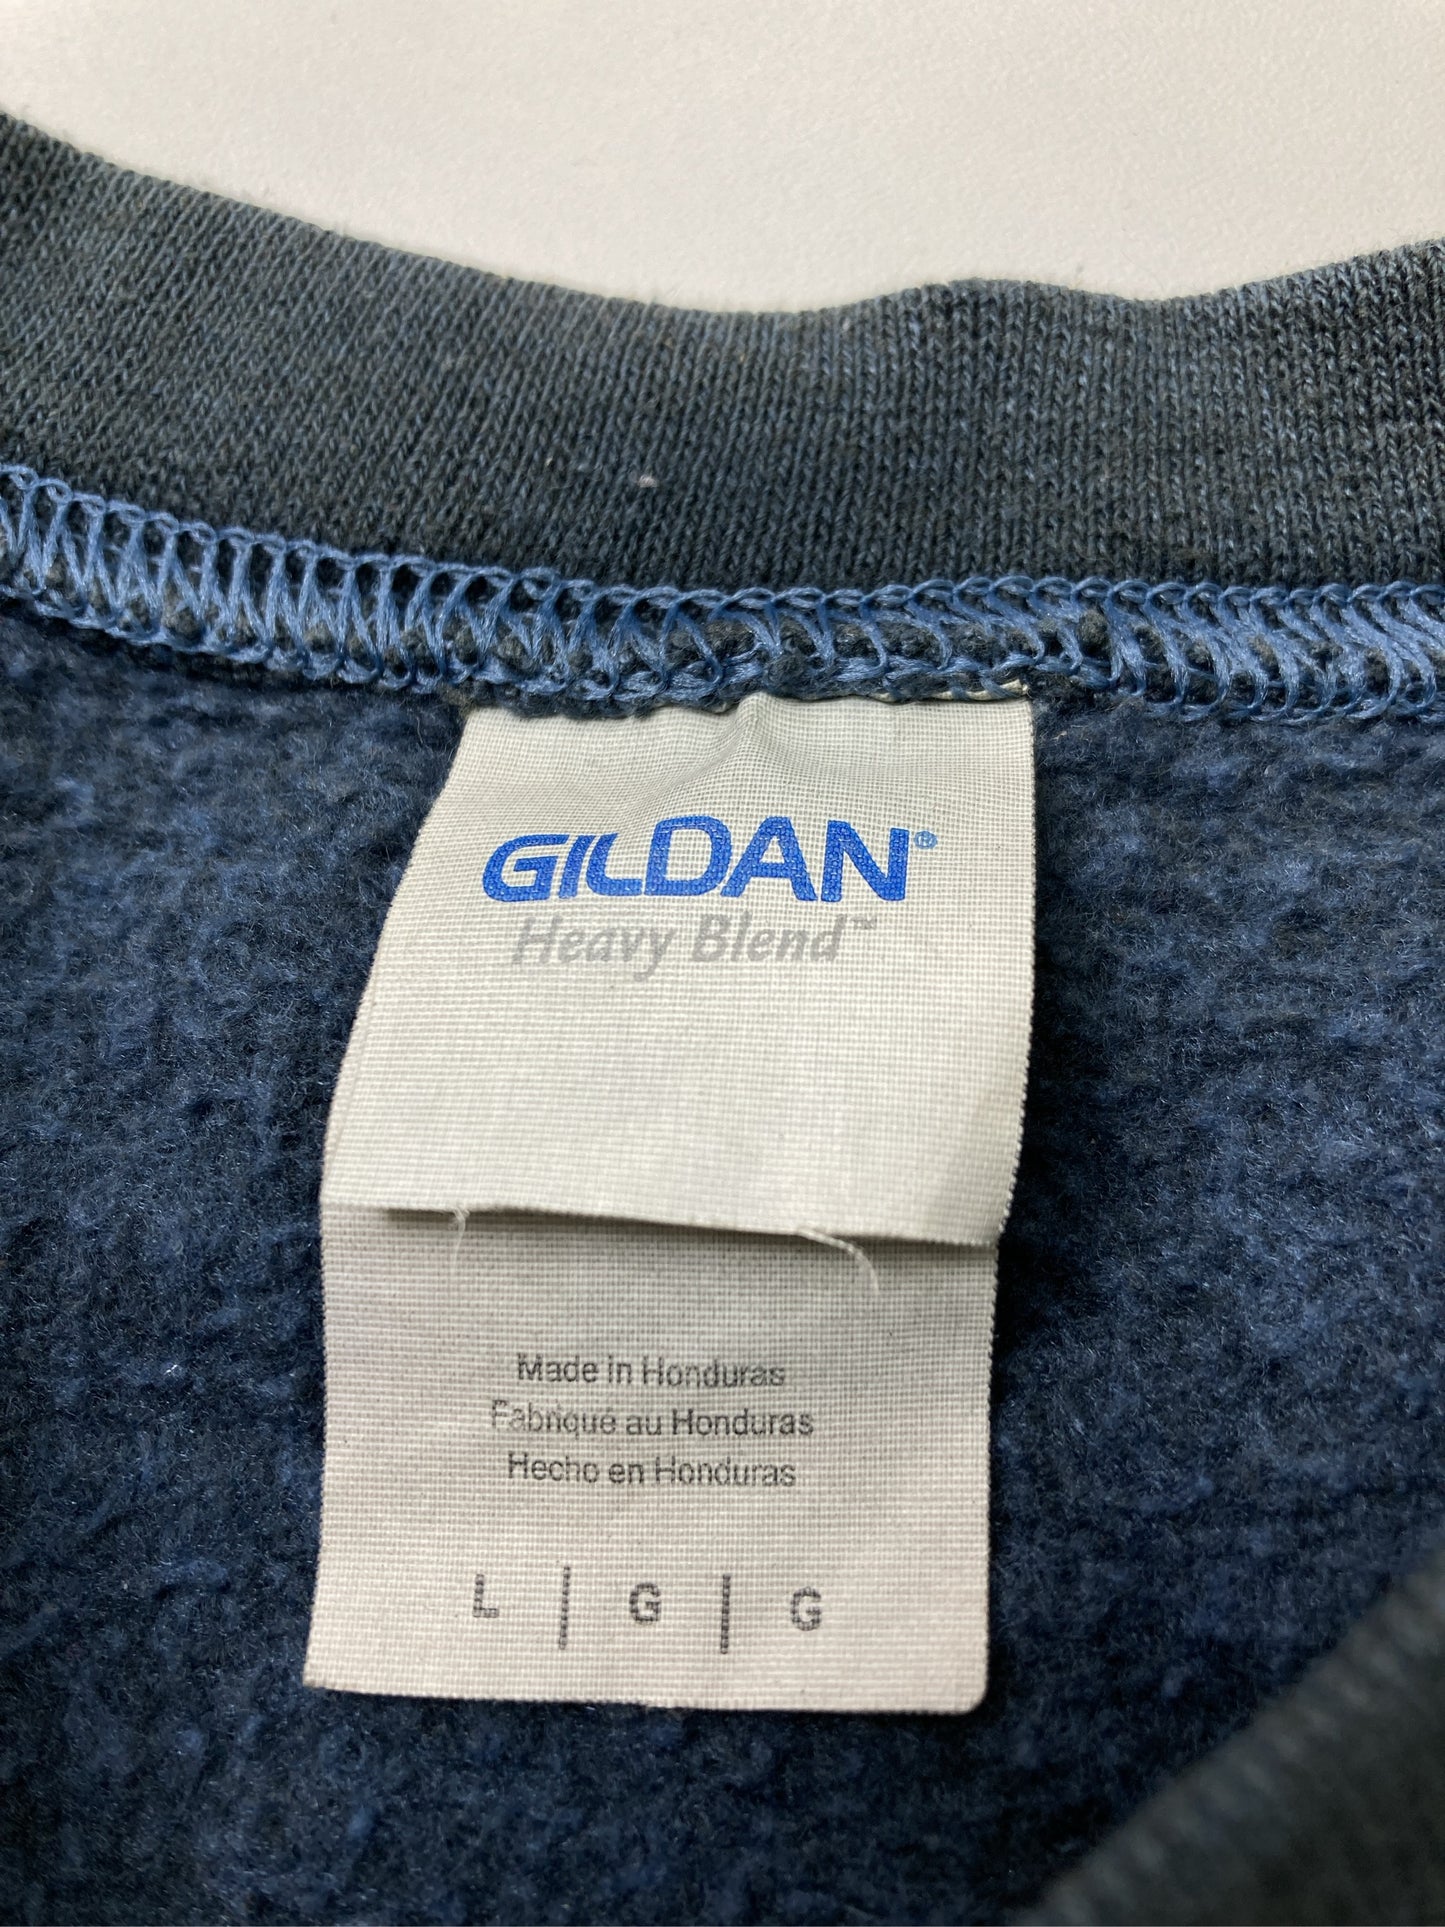 GILDAN®
Heavy Blend™
Made in Honduras
Fabriqué au Honduras
Hecho en Honduras
L | G | G